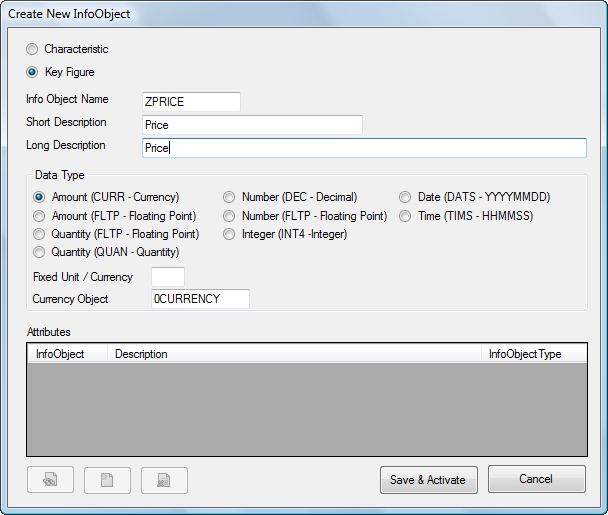 Create New InfoObject
Characteristic
Key Figure
Info Object Name ZPRICE
Short Description Price
Long Description Price
Data Type
Amount (CURR - Currency) Number (DEC - Decimal) Date (DATS - YYYYMMDD)
Amount (FLTP - Floating Point) Number (FLTP - Floating Point) Time (TIMS - HHMMSS)
Quantity (FLTP - Floating Point) Integer (INT4 -Integer)
Quantity (QUAN - Quantity)
Fixed Unit / Currency
Currency Object 0CURRENCY
Attributes
InfoObject Description InfoObjectType
Save & Activate Cancel